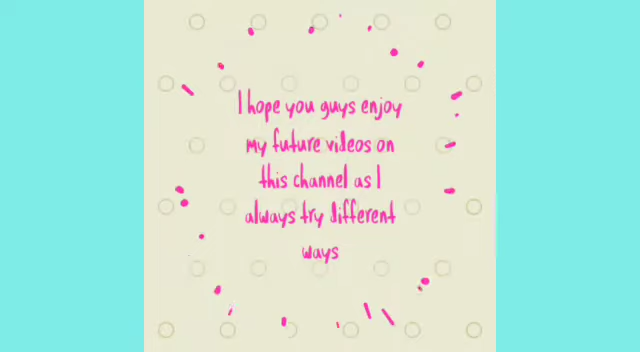 I hope you guys enjoy
my future videos on
this channel as I
always try different
ways